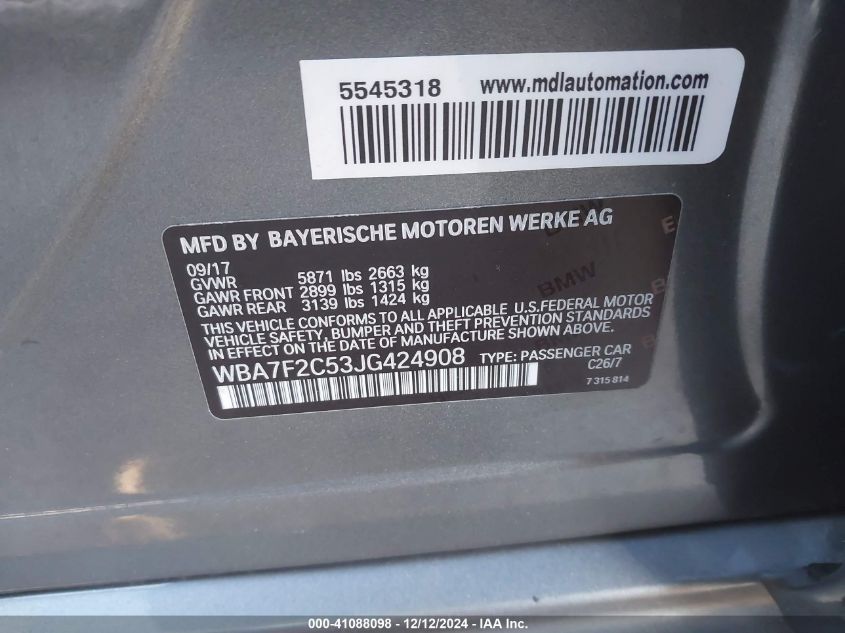 5545318 www.mdlautomation.com
MFD BY BAYERISCHE MOTOREN WERKE AG
09/17
GVWR 5871 lbs 2663 kg
GAWR FRONT 2899 lbs 1315 kg
GAWR REAR 3139 lbs 1424 kg
THIS VEHICLE CONFORMS TO ALL APPLICABLE U.S.FEDERAL MOTOR
VEHICLE SAFETY, BUMPER AND THEFT PREVENTION STANDARDS
IN EFFECT ON THE DATE OF MANUFACTURE SHOWN ABOVE.
WBA7F2C53JG424908 TYPE: PASSENGER CAR
C26/7
7 315 814
BMW
BMW
BMW
000-41088098 - 12/12/2024 - IAA Inc.